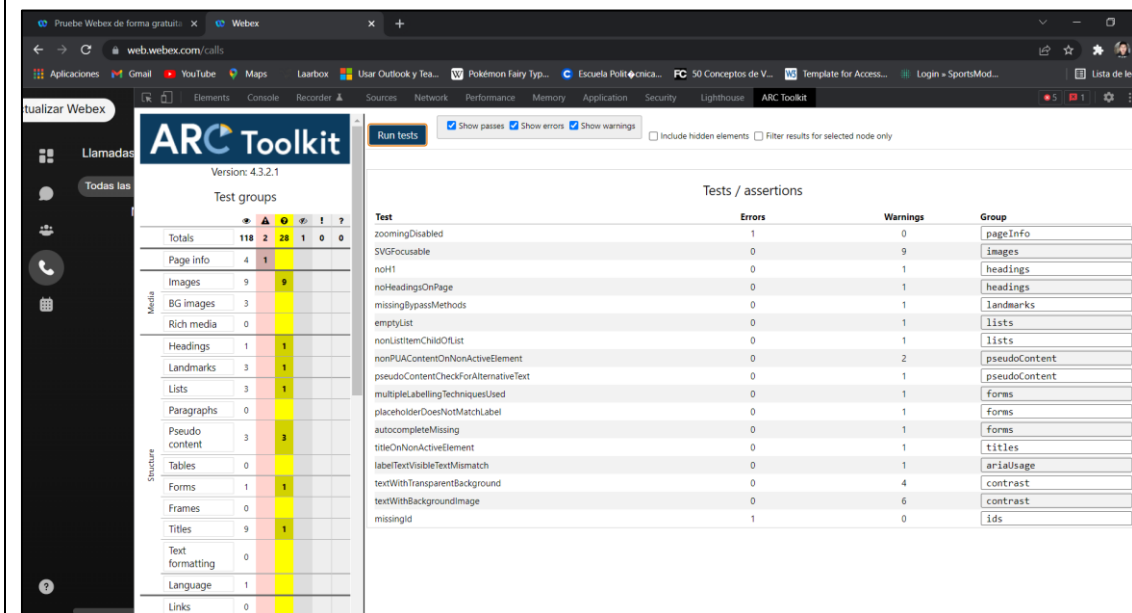 Pruebe Webex de forma gratuita
Webex
web.webex.com/calls
Aplicaciones Gmail YouTube Maps Laarbox Usar Outlook y Tea... Pokémon Fairy Typ... Escuela Polit�cnica... 50 Conceptos de V... Template for Access... Login » SportsMod... Lista de le
tualizar Webex
Elements Console Recorder Sources Network Performance Memory Application Security Lighthouse ARC Toolkit 5 1
Llamadas
Todas las
ARC Toolkit
Version: 4.3.2.1
Test groups
Totals 118 2 28 1 0 0
Page info 4 1
Media
Images 9 9
BG images 3
Rich media 0
Structure
Headings 1 1
Landmarks 3 1
Lists 3 1
Paragraphs 0
Pseudo content 3 3
Tables 0
Forms 1 1
Frames 0
Titles 9 1
Text formatting 0
Language 1
Links 0
Run tests Show passes Show errors Show warnings Include hidden elements Filter results for selected node only
Tests / assertions
Test Errors Warnings Group
zoomingDisabled 1 0 pageInfo
SVGFocusable 0 9 images
noH1 0 1 headings
noHeadingsOnPage 0 1 headings
missingBypassMethods 0 1 landmarks
emptyList 0 1 lists
nonListItemChildOfList 0 1 lists
nonPUAContentOnNonActiveElement 0 2 pseudoContent
pseudoContentCheckForAlternativeText 0 1 pseudoContent
multipleLabellingTechniquesUsed 0 1 forms
placeholderDoesNotMatchLabel 0 1 forms
autocompleteMissing 0 1 forms
titleOnNonActiveElement 0 1 titles
labelTextVisibleTextMismatch 0 1 ariaUsage
textWithTransparentBackground 0 4 contrast
textWithBackgroundImage 0 6 contrast
missingId 1 0 ids